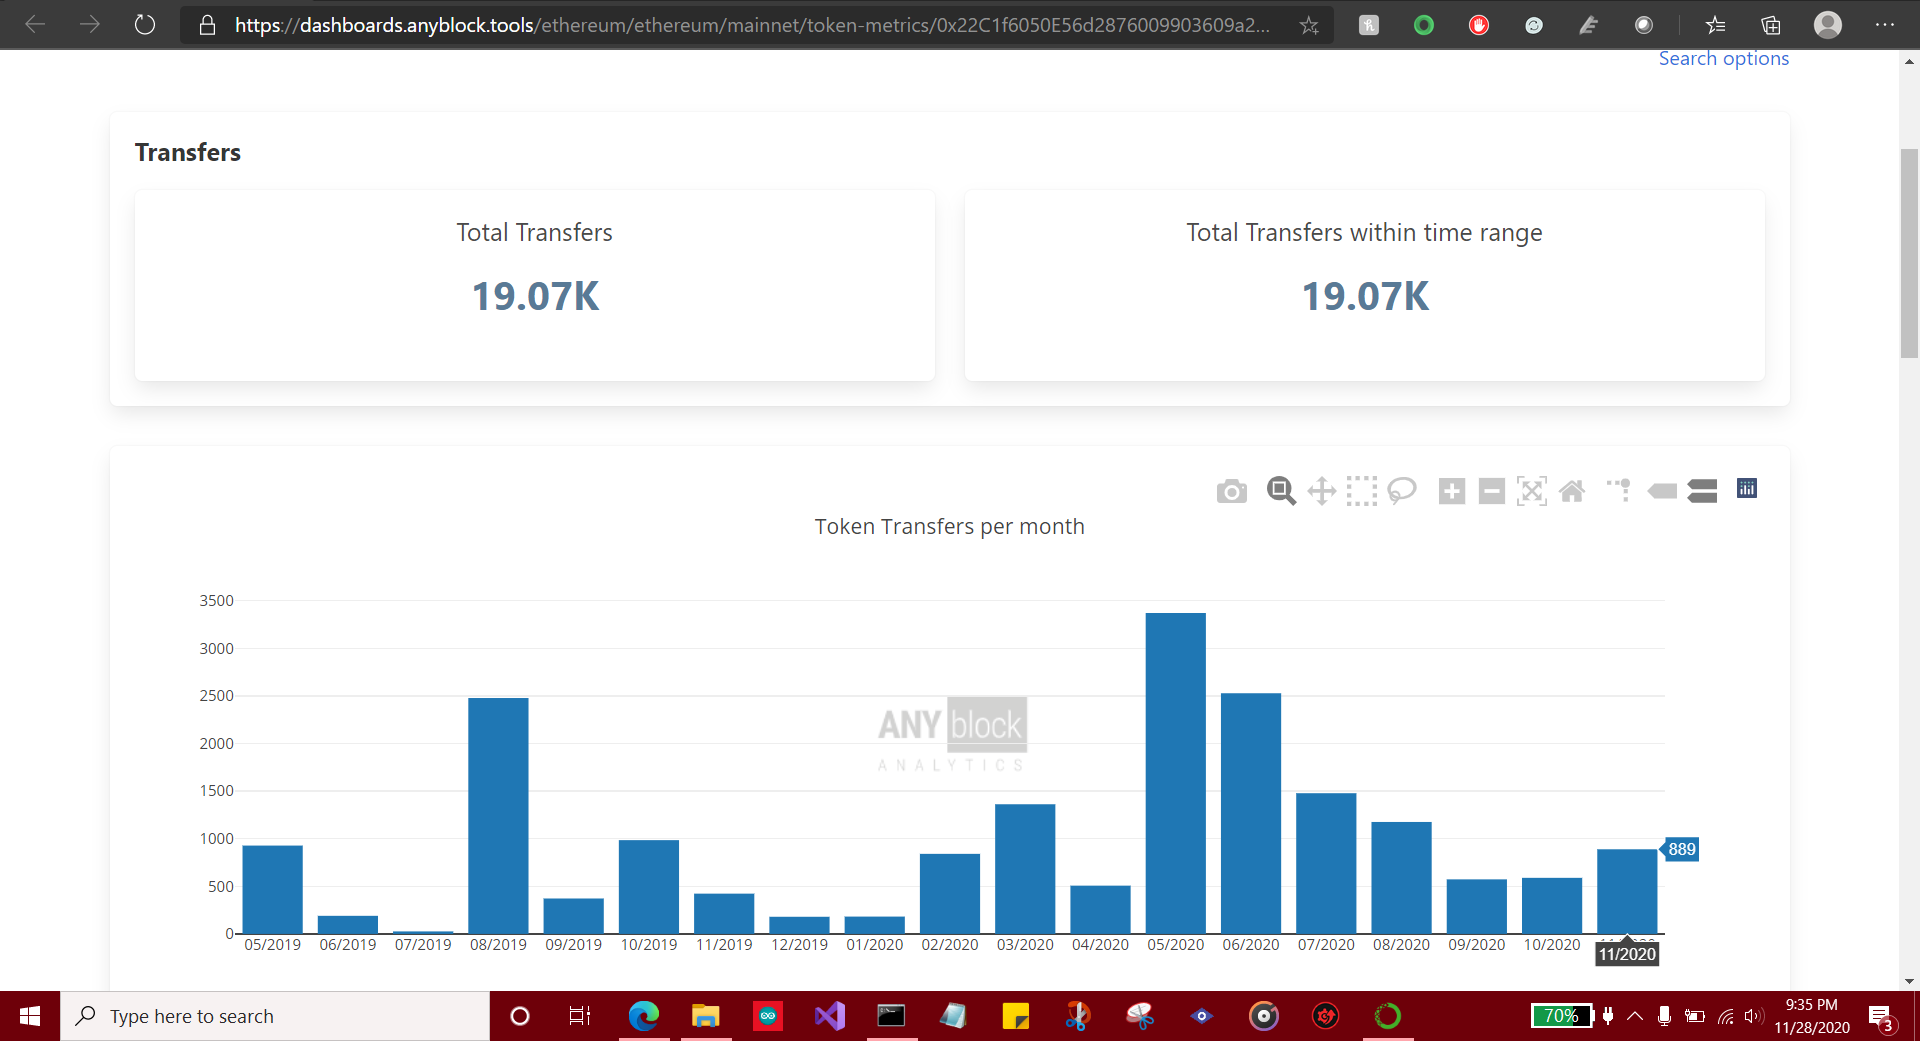 https://dashboards.anyblock.tools/ethereum/ethereum/mainnet/token-metrics/0x22C1f6050E56d2876009903609a2...
Search options
Transfers
Total Transfers
19.07K
Total Transfers within time range
19.07K
Token Transfers per month
3500
3000
2500
2000
1500
1000
500
0
ANY block
ANALYTICS
889
05/2019 06/2019 07/2019 08/2019 09/2019 10/2019 11/2019 12/2019 01/2020 02/2020 03/2020 04/2020 05/2020 06/2020 07/2020 08/2020 09/2020 10/2020
11/2020
Type here to search
70%
9:35 PM
11/28/2020
3